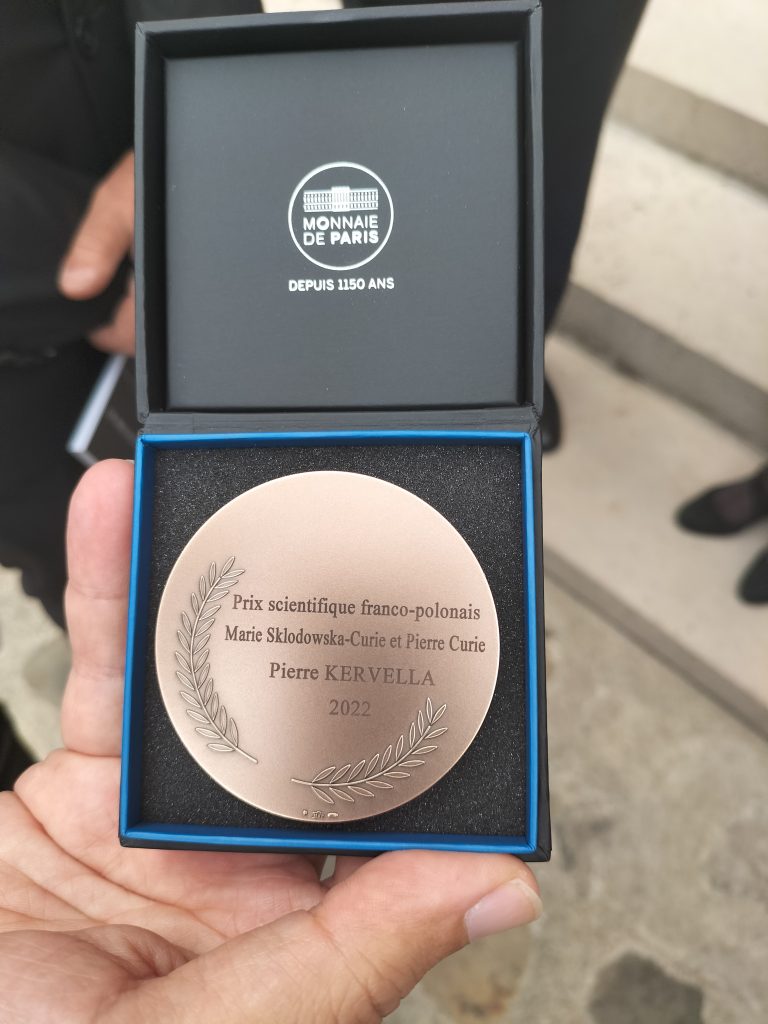 MONNAIE
DE PARIS
DEPUIS 1150 ANS
Prix scientifique franco-polonais
Marie Sklodowska-Curie et Pierre Curie
Pierre KERVELLA
2022